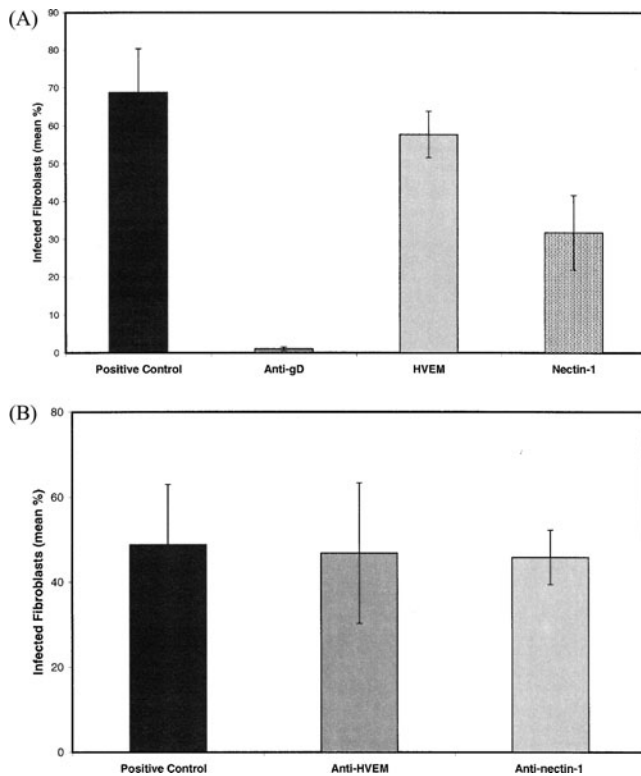 (A)
Infected Fibroblasts (mean %)
90
80
70
60
50
40
30
20
10
0
Positive Control Anti-gD HVEM Nectin-1
(B)
Infected Fibroblasts (mean %)
80
60
40
20
0
Positive Control Anti-HVEM Anti-nectin-1